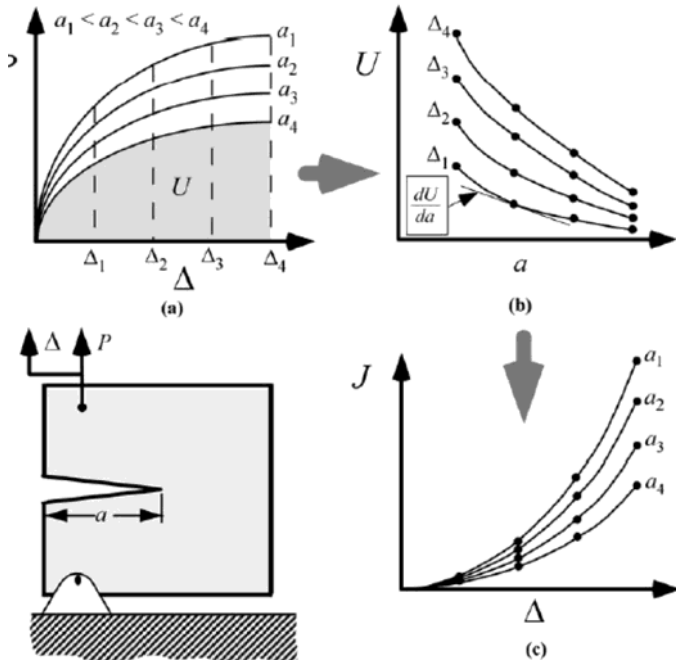 a₁ < a₂ < a₃ < a₄
a₁
a₂
a₃
a₄
U
Δ₁ Δ₂ Δ₃ Δ₄
Δ
(a)
U
Δ₄
Δ₃
Δ₂
Δ₁
dU
da
a
(b)
Δ P
a
J
a₁
a₂
a₃
a₄
Δ
(c)